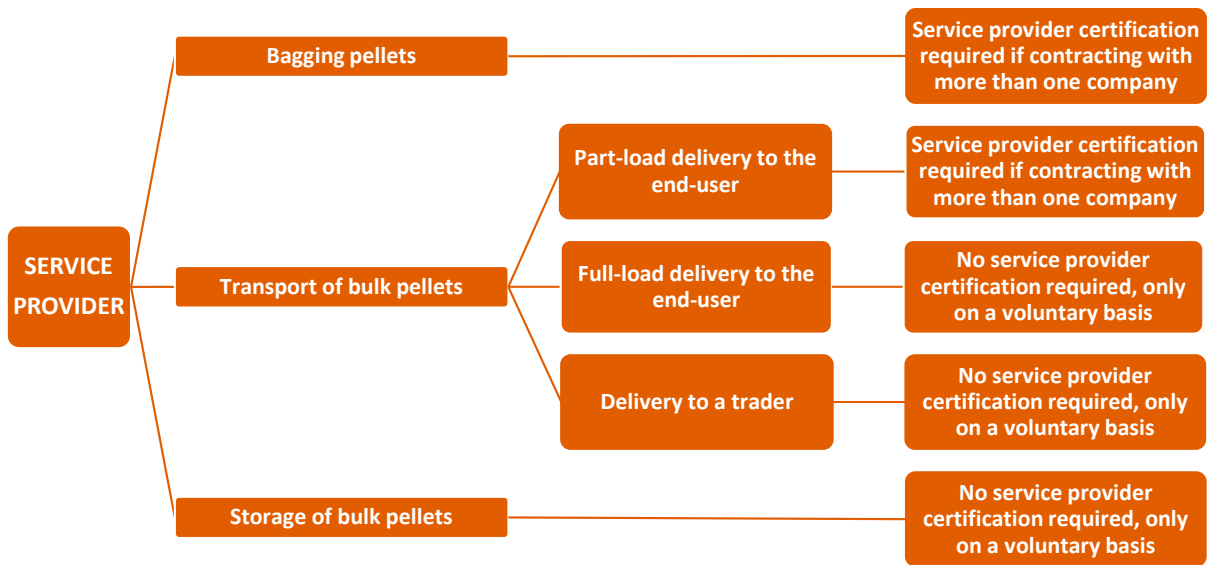 Bagging pellets
Service provider certification
required if contracting with
more than one company
Part-load delivery to the
end-user
Service provider certification
required if contracting with
more than one company
SERVICE
PROVIDER
Transport of bulk pellets
Full-load delivery to the
end-user
No service provider
certification required, only
on a voluntary basis
Delivery to a trader
No service provider
certification required, only
on a voluntary basis
Storage of bulk pellets
No service provider
certification required, only
on a voluntary basis